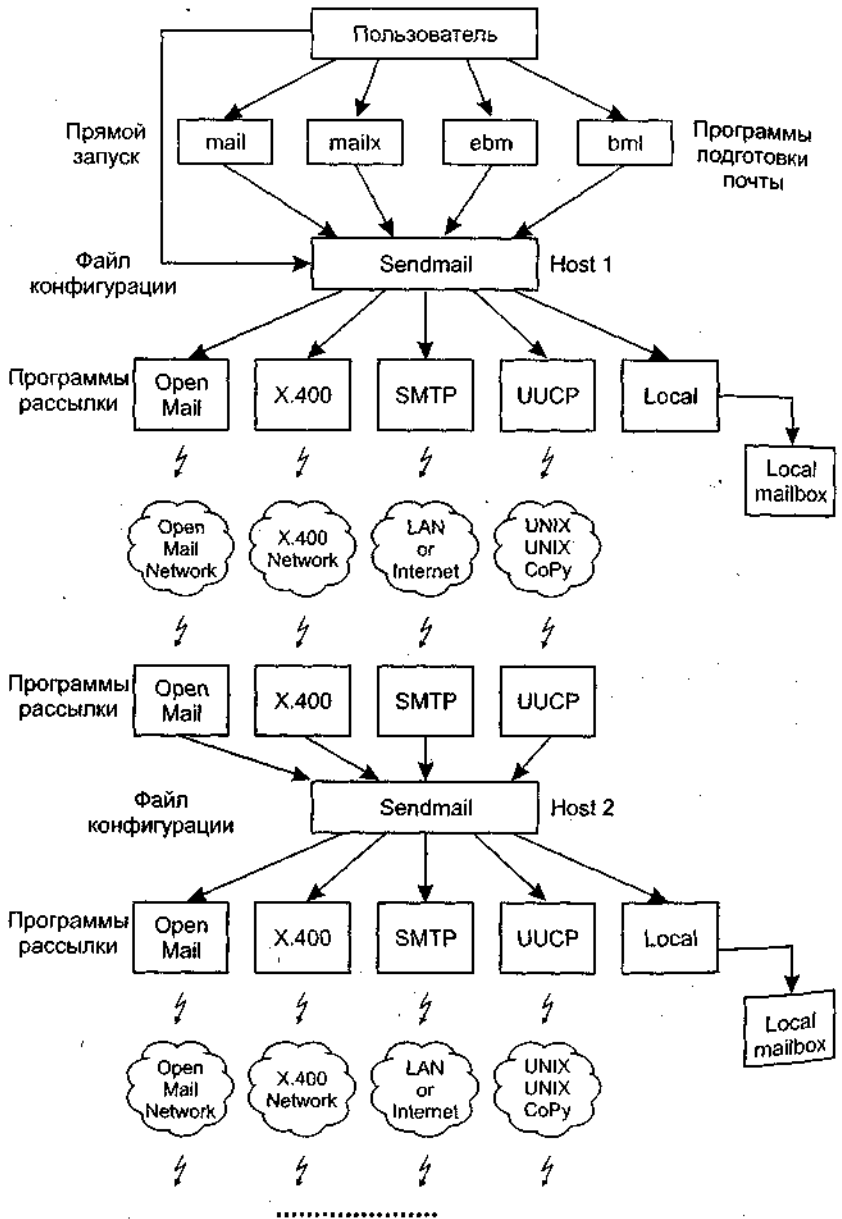 Пользователь
Прямой
запуск
mail
mailx
ebm
bml
Программы
подготовки
почты
Файл
конфигурации
Sendmail
Host 1
Программы
рассылки
Open
Mail
X.400
SMTP
UUCP
Local
Local
mailbox
Open
Mail
Network
X.400
Network
LAN
or
Internet
UNIX
UNIX
CoPy
Программы
рассылки
Open
Mail
X.400
SMTP
UUCP
Файл
конфигурации
Sendmail
Host 2
Программы
рассылки
Open
Mail
X.400
SMTP
UUCP
Local
Local
mailbox
Open
Mail
Network
X.400
Network
LAN
or
Internet
UNIX
UNIX
CoPy